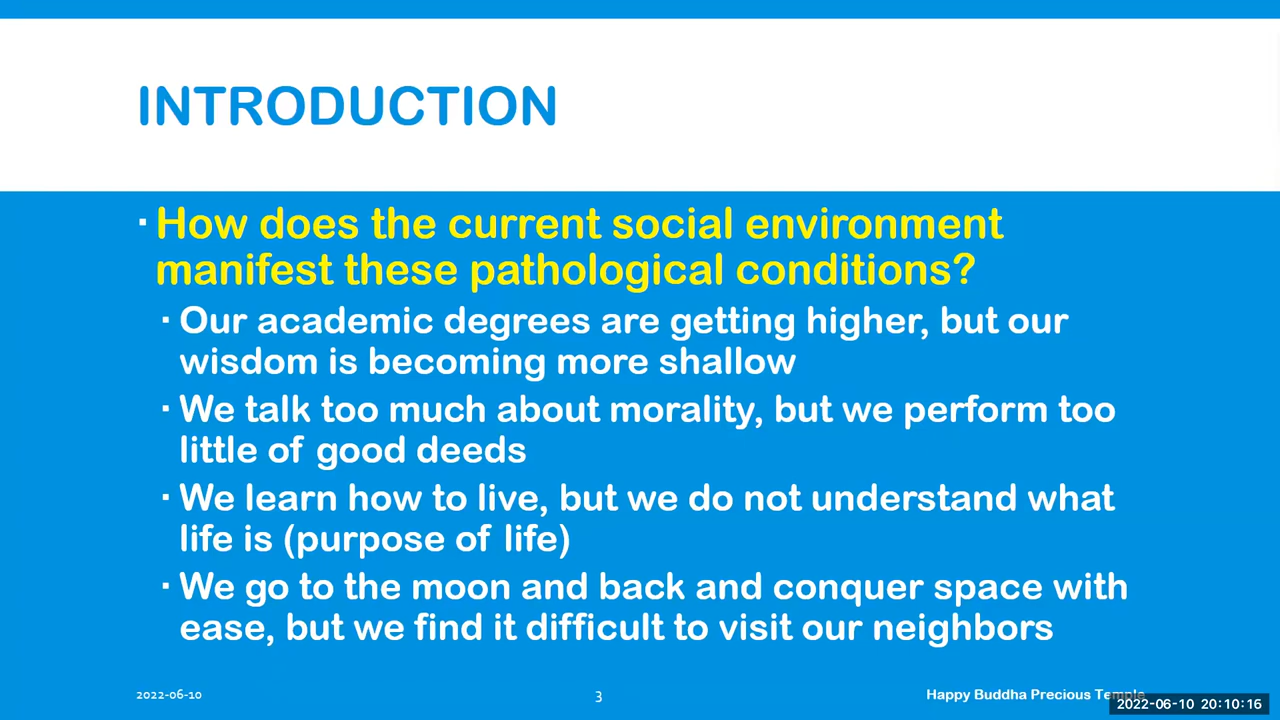 INTRODUCTION
▪ How does the current social environment
manifest these pathological conditions?
▪ Our academic degrees are getting higher, but our
wisdom is becoming more shallow
▪ We talk too much about morality, but we perform too
little of good deeds
▪ We learn how to live, but we do not understand what
life is (purpose of life)
▪ We go to the moon and back and conquer space with
ease, but we find it difficult to visit our neighbors
2022-06-10
3
Happy Buddha Precious Temple
2022-06-10 20:10:16